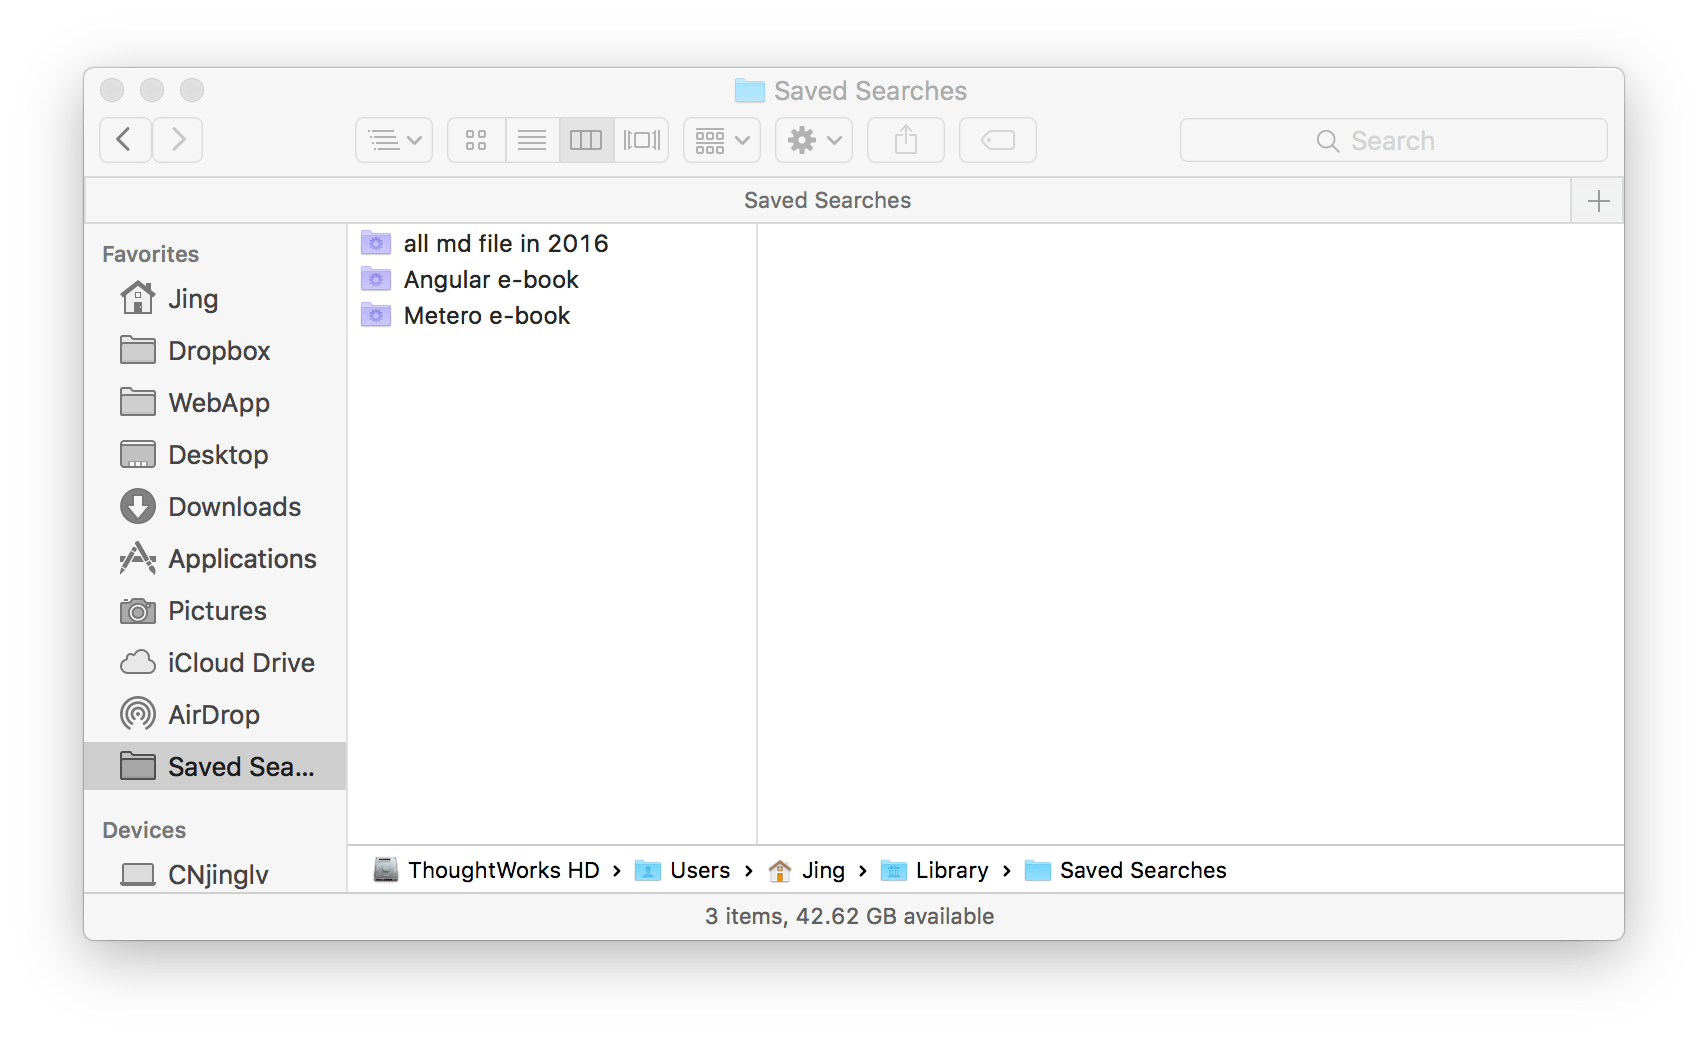 Saved Searches
Search
Saved Searches
Favorites
Jing
Dropbox
WebApp
Desktop
Downloads
Applications
Pictures
iCloud Drive
AirDrop
Saved Sea...
Devices
CNjinglv
all md file in 2016
Angular e-book
Metero e-book
ThoughtWorks HD › Users › Jing › Library › Saved Searches
3 items, 42.62 GB available